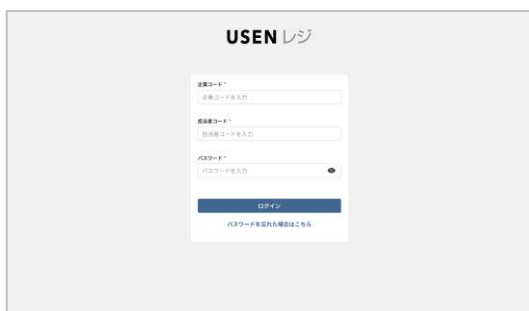 USEN レジ
企業コード *
企業コードを入力
担当者コード *
担当者コードを入力
パスワード *
パスワードを入力
ログイン
パスワードを忘れた場合はこちら